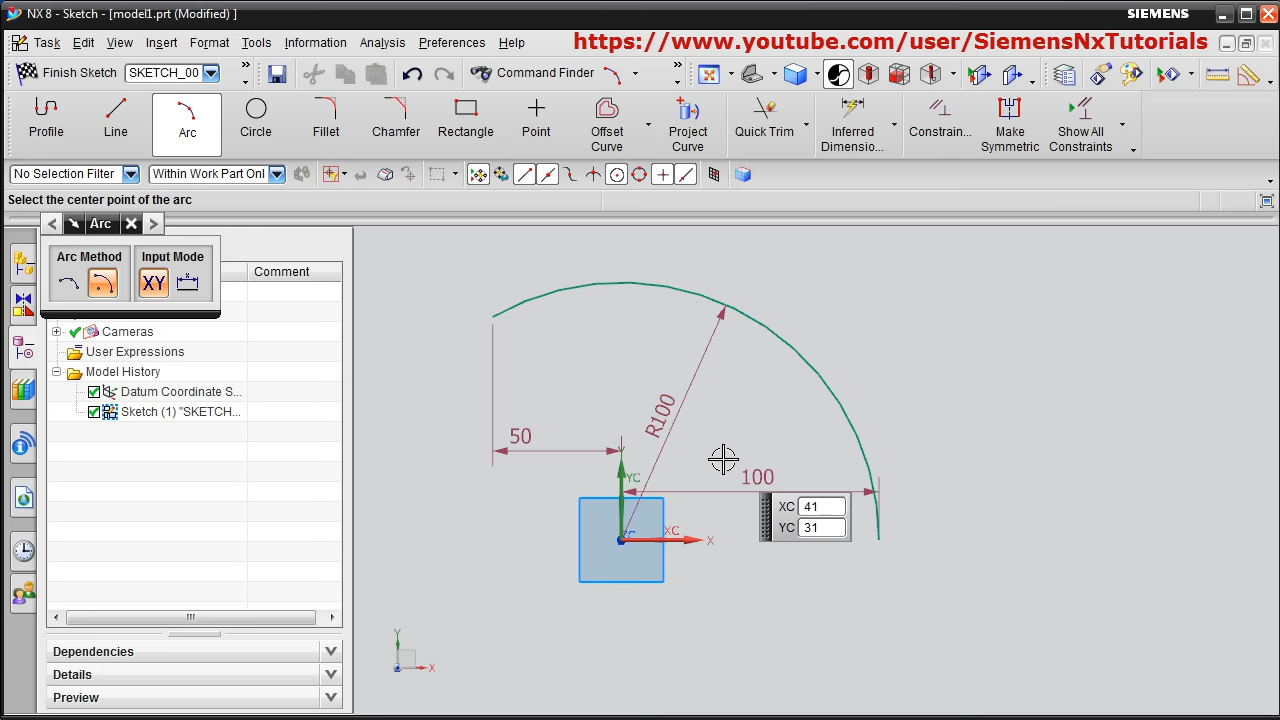 NX 8 - Sketch - [model1.prt (Modified) ]
SIEMENS
Task Edit View Insert Format Tools Information Analysis Preferences Help
https://www.youtube.com/user/SiemensNxTutorials
Finish Sketch SKETCH_00 Command Finder
Profile Line Arc Circle Fillet Chamfer Rectangle Point Offset Curve Project Curve Quick Trim Inferred Dimensio... Constrain... Make Symmetric Show All Constraints
No Selection Filter Within Work Part Onl
Select the center point of the arc
Arc
Arc Method Input Mode
XY
Comment
Cameras
User Expressions
Model History
Datum Coordinate S...
Sketch (1) "SKETCH...
Dependencies
Details
Preview
R100
50
100
Y
YC
XC 41
YC 31
ZC
XC
X
Y
X